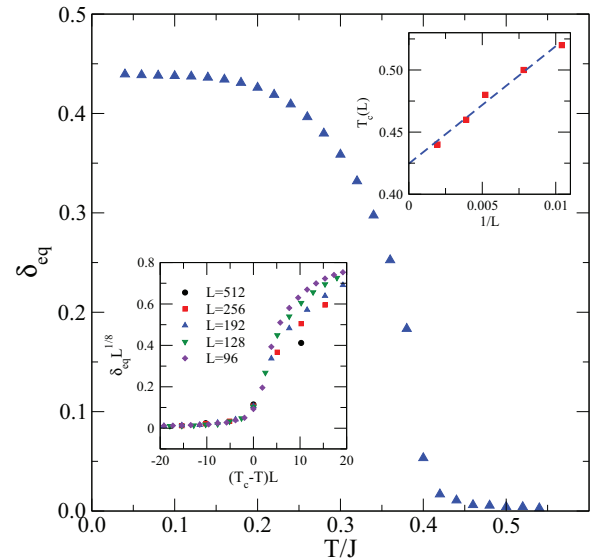 0.5
0.4
0.3
0.2
0.1
0.0
δeq
0.0 0.1 0.2 0.3 0.4 0.5
T/J
0.50
0.45
0.40
Tc(L)
0 0.005 0.01
1/L
0.8
0.6
0.4
0.2
0
δeqL1/8
L=512
L=256
L=192
L=128
L=96
-20 -10 0 10 20
(Tc-T)L